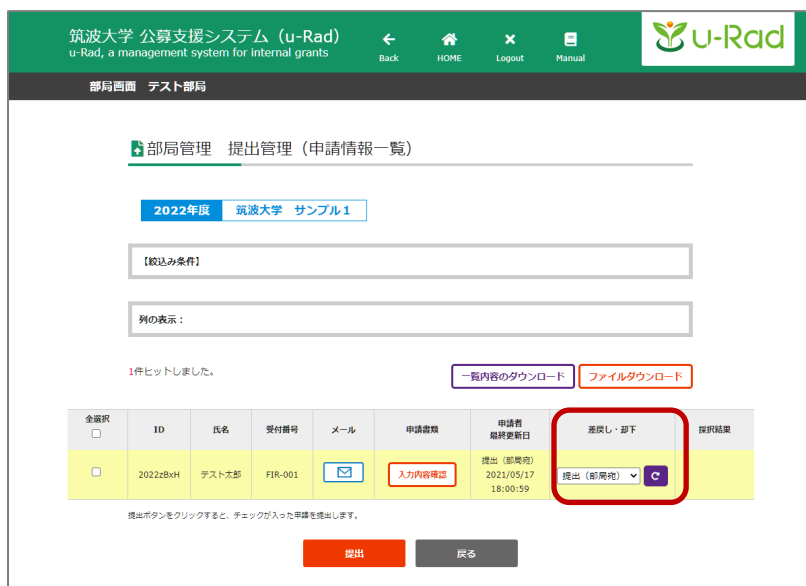 筑波大学 公募支援システム（u-Rad）
u-Rad, a management system for internal grants
Back
HOME
Logout
Manual
u-Rad
部局画面 テスト部局
部局管理 提出管理（申請情報一覧）
2022年度 筑波大学 サンプル１
【絞込み条件】
列の表示：
1件ヒットしました。
一覧内容のダウンロード
ファイルダウンロード
全選択
ID
氏名
受付番号
メール
申請書類
申請者
最終更新日
差戻し・却下
採択結果
2022zBxH
テスト太郎
FIR-001
入力内容確認
提出（部局宛）
2021/05/17
18:00:59
提出（部局宛）
提出ボタンをクリックすると、チェックが入った申請を提出します。
提出
戻る